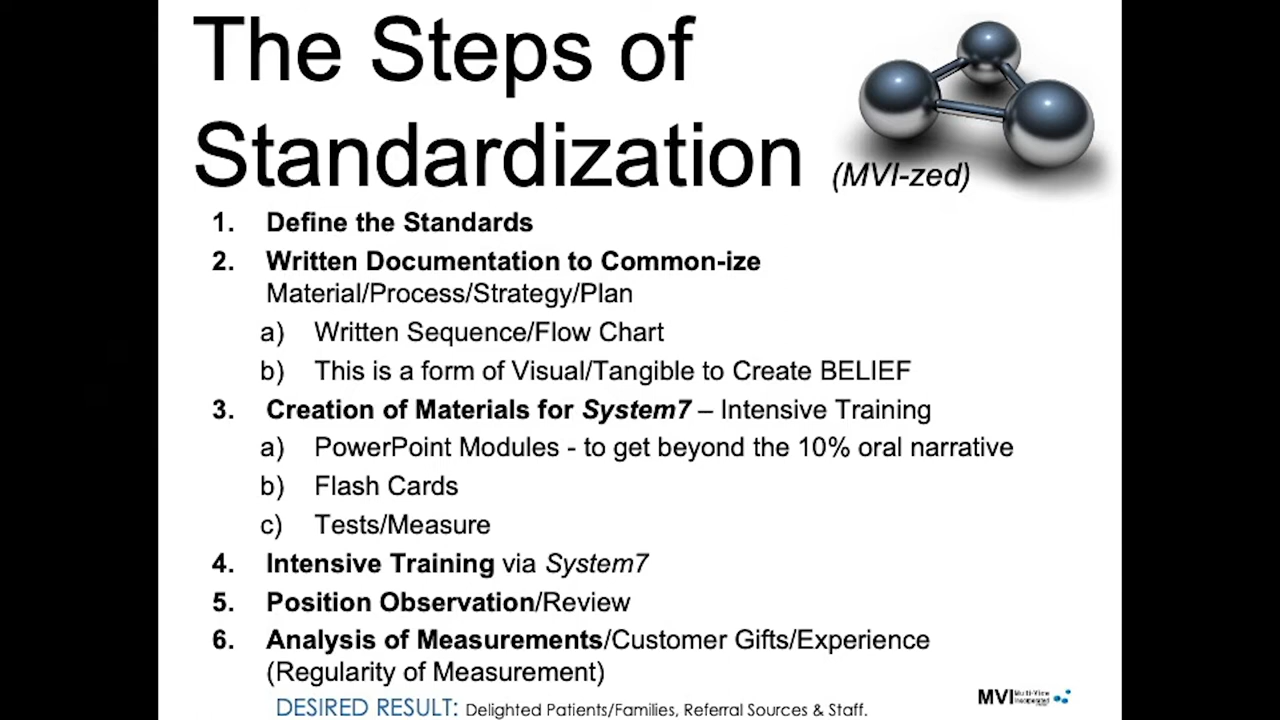 The Steps of
Standardization (MVI-zed)
1. Define the Standards
2. Written Documentation to Common-ize
Material/Process/Strategy/Plan
a) Written Sequence/Flow Chart
b) This is a form of Visual/Tangible to Create BELIEF
3. Creation of Materials for System7 – Intensive Training
a) PowerPoint Modules - to get beyond the 10% oral narrative
b) Flash Cards
c) Tests/Measure
4. Intensive Training via System7
5. Position Observation/Review
6. Analysis of Measurements/Customer Gifts/Experience
(Regularity of Measurement)
DESIRED RESULT: Delighted Patients/Families, Referral Sources & Staff.
MVI Multi-View
Incorporated